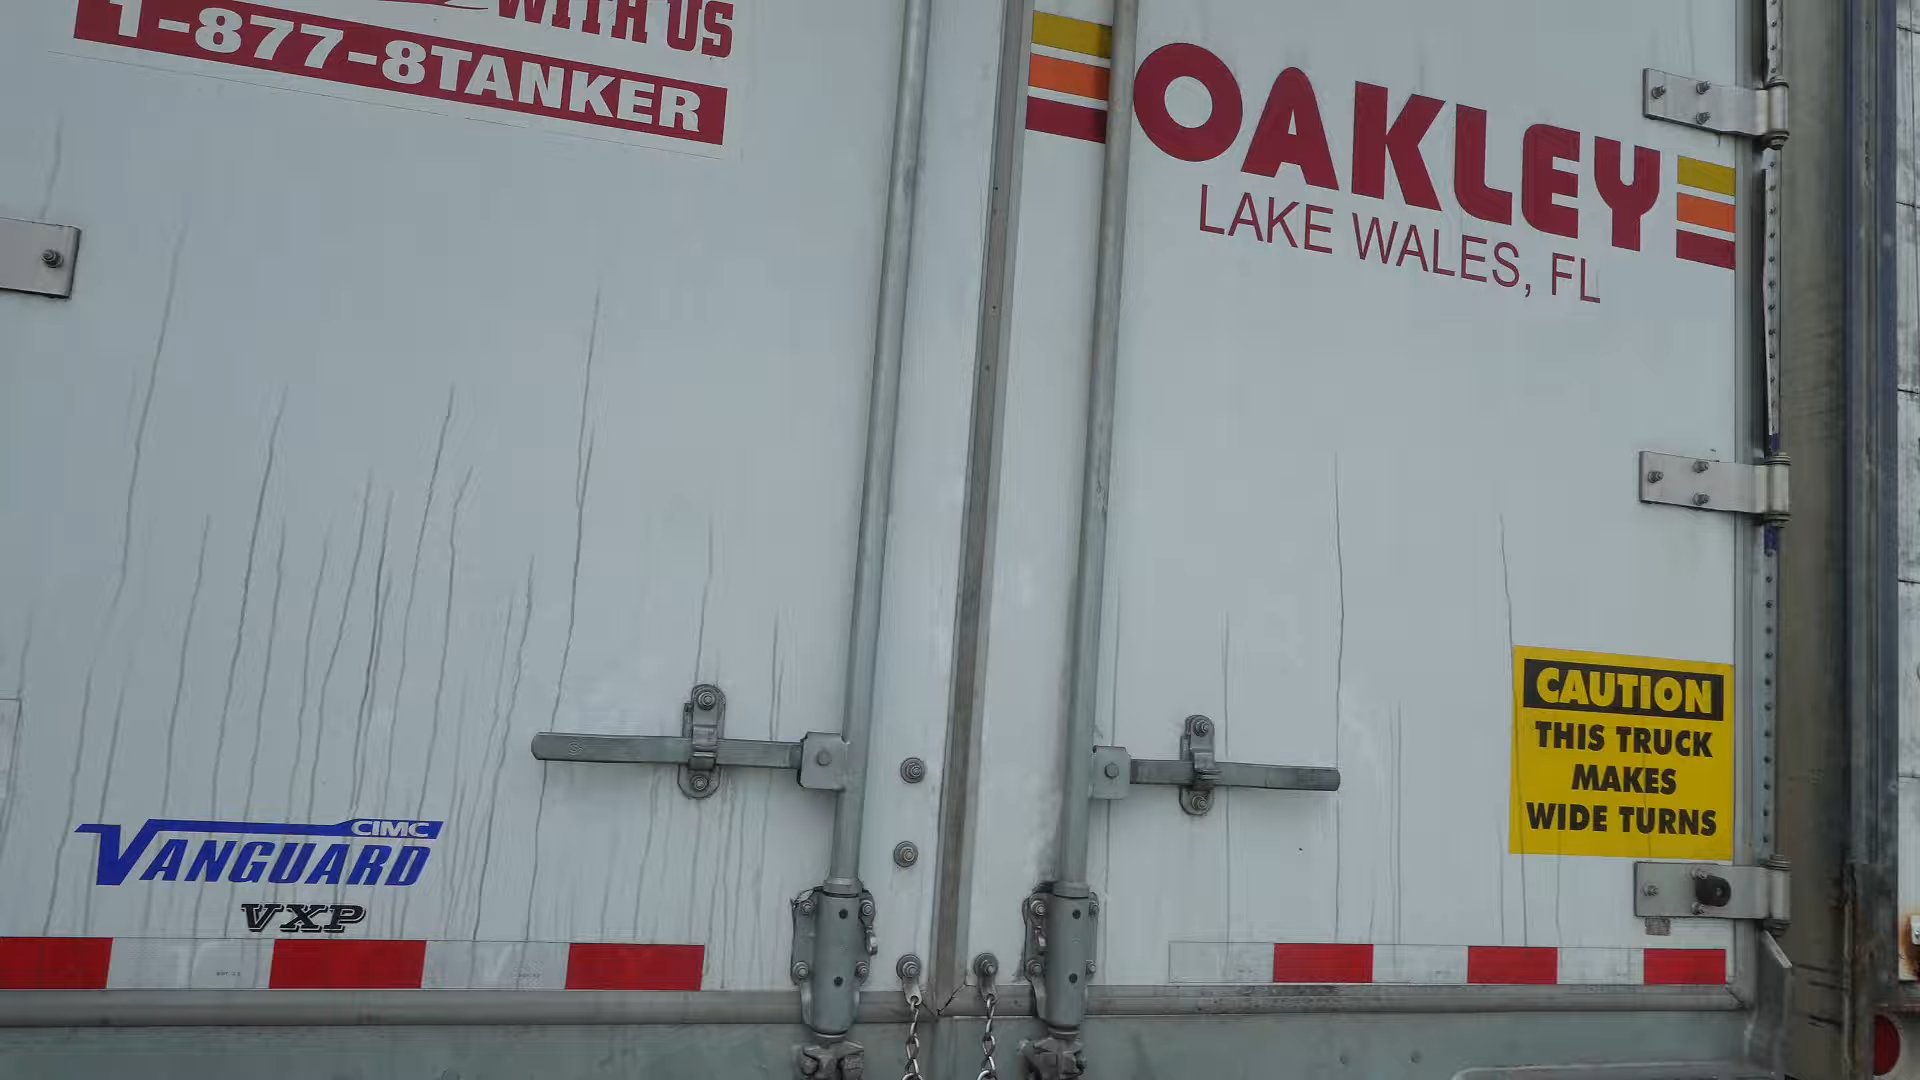 WITH US
1-877-8TANKER
OAKLEY
LAKE WALES, FL
CAUTION
THIS TRUCK
MAKES
WIDE TURNS
CIMC
VANGUARD
VXP